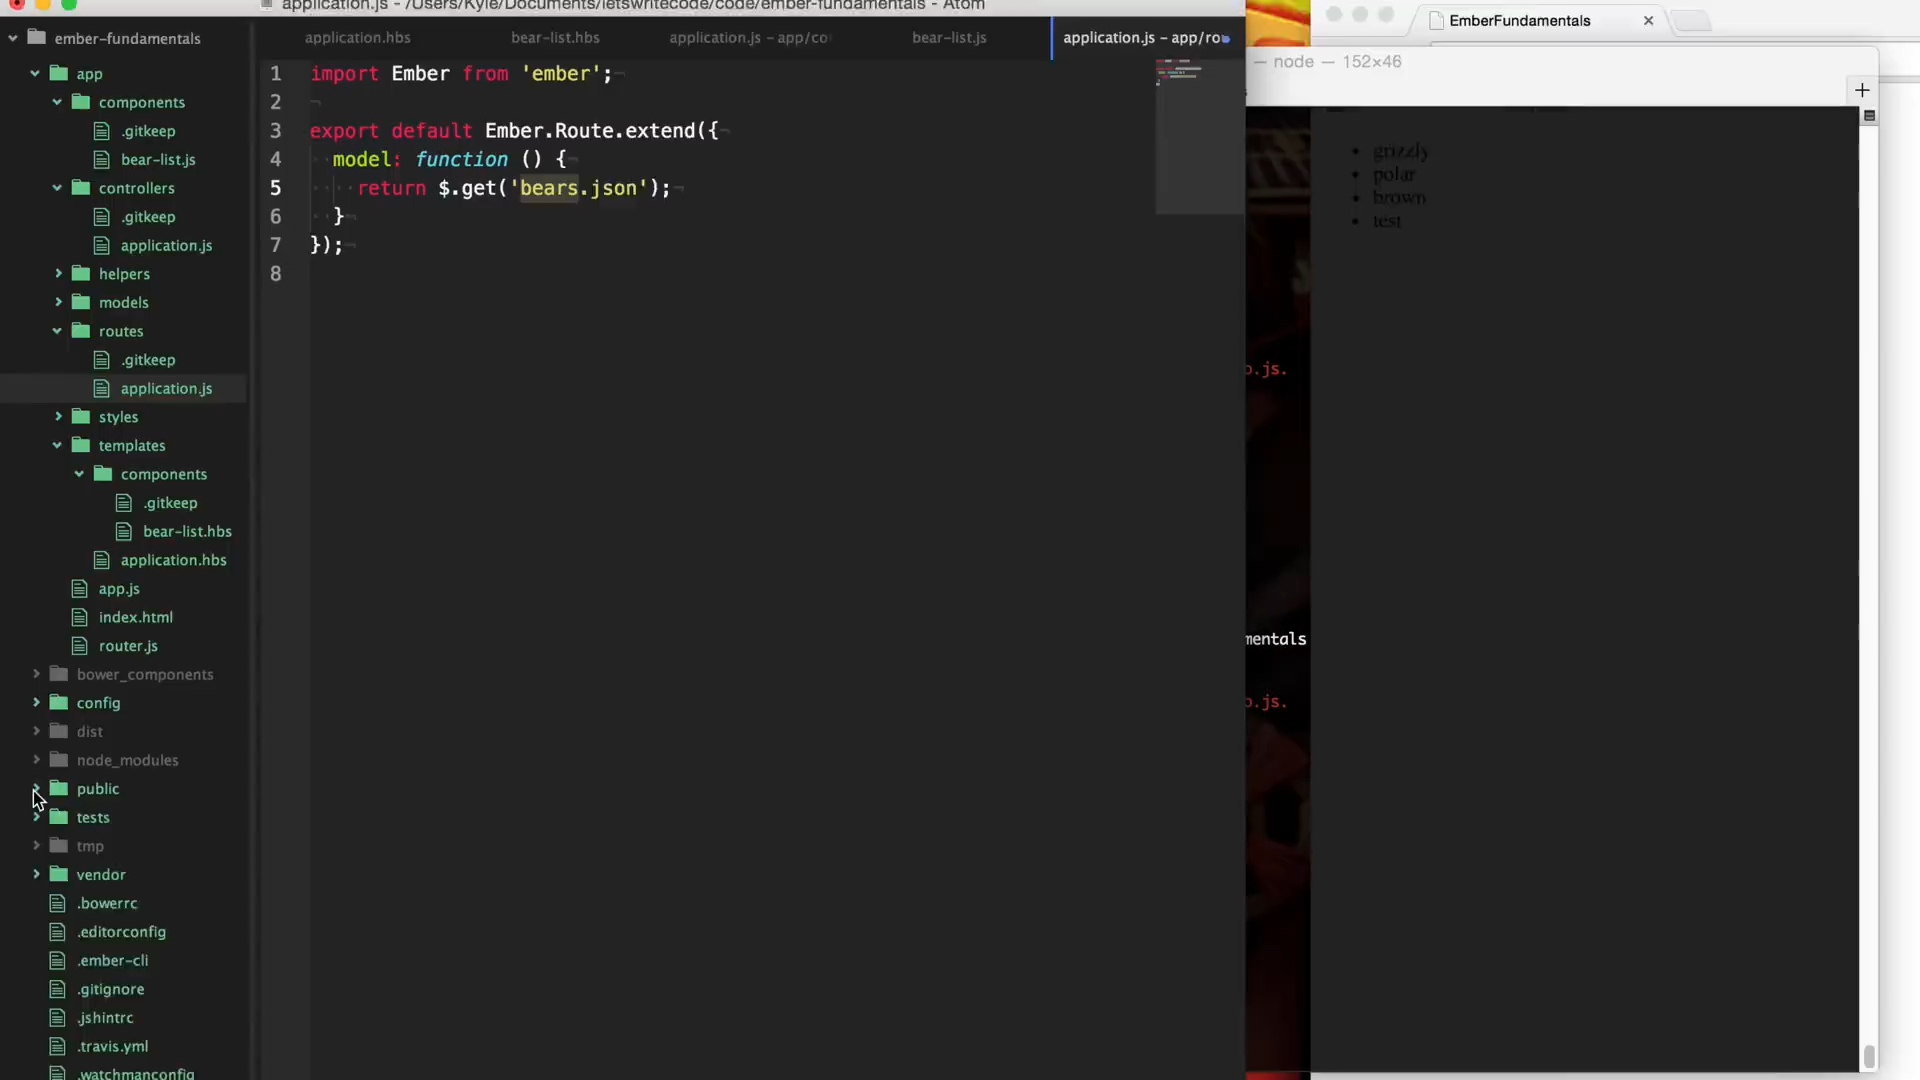 application.js - /Users/Kyle/Documents/letswritecode/code/ember-fundamentals - Atom
EmberFundamentals
ember-fundamentals
application.hbs
bear-list.hbs
application.js – app/co
bear-list.js
application.js – app/rou
— node — 152×46
app
components
.gitkeep
bear-list.js
controllers
.gitkeep
application.js
helpers
models
routes
.gitkeep
application.js
styles
templates
components
.gitkeep
bear-list.hbs
application.hbs
app.js
index.html
router.js
bower_components
config
dist
node_modules
public
tests
tmp
vendor
.bowerrc
.editorconfig
.ember-cli
.gitignore
.jshintrc
.travis.yml
.watchmanconfig
1 import Ember from 'ember';
2
3 export default Ember.Route.extend({
4 model: function () {
5 return $.get('bears.json');
6 }
7 });
8
grizzly
polar
brown
test
o.js.
mentals
o.js.